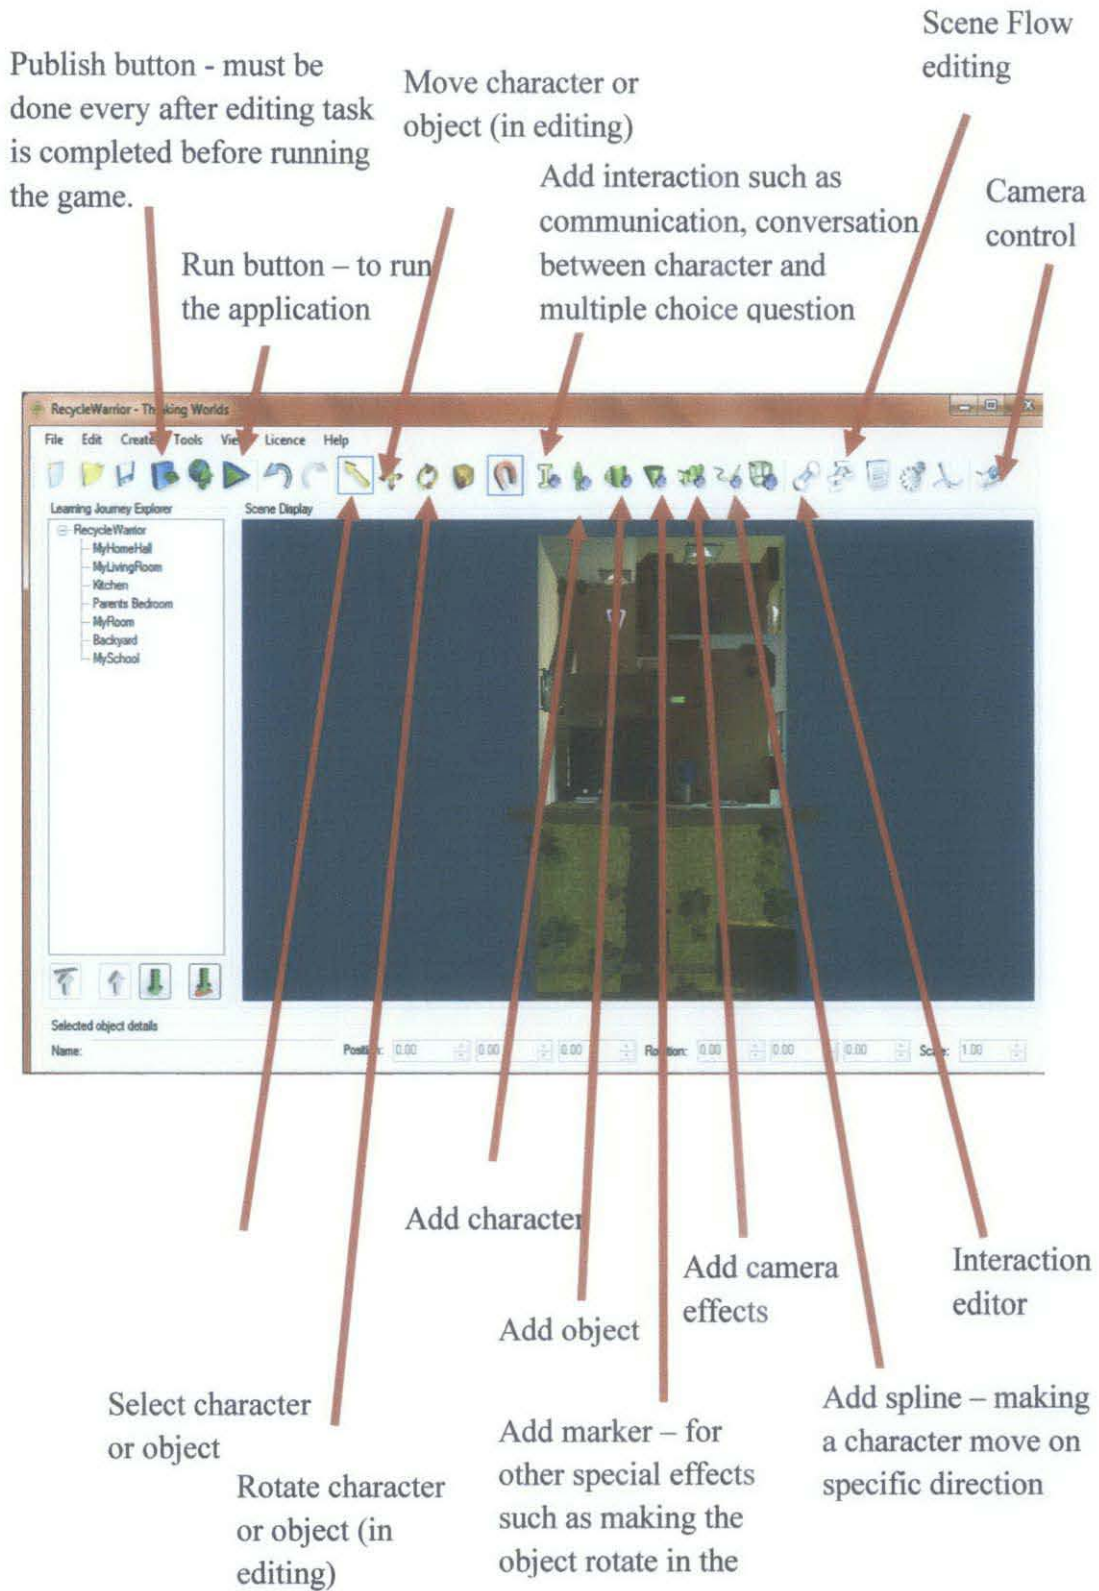 Scene Flow
editing
Publish button - must be
done every after editing task
is completed before running
the game.
Move character or
object (in editing)
Add interaction such as
communication, conversation
between character and
multiple choice question
Camera
control
Run button – to run
the application
RecycleWarrior - Thinking Worlds
File Edit Create Tools View Licence Help
Learning Journey Explorer
Scene Display
RecycleWarrior
MyHomeHall
MyLivingRoom
Kitchen
Parents Bedroom
MyRoom
Backyard
MySchool
Selected object details
Name: Position: 0.00 0.00 0.00 Rotation: 0.00 0.00 0.00 Scale: 1.00
Add character
Add camera
effects
Interaction
editor
Add object
Select character
or object
Add marker – for
other special effects
such as making the
object rotate in the
Add spline – making
a character move on
specific direction
Rotate character
or object (in
editing)